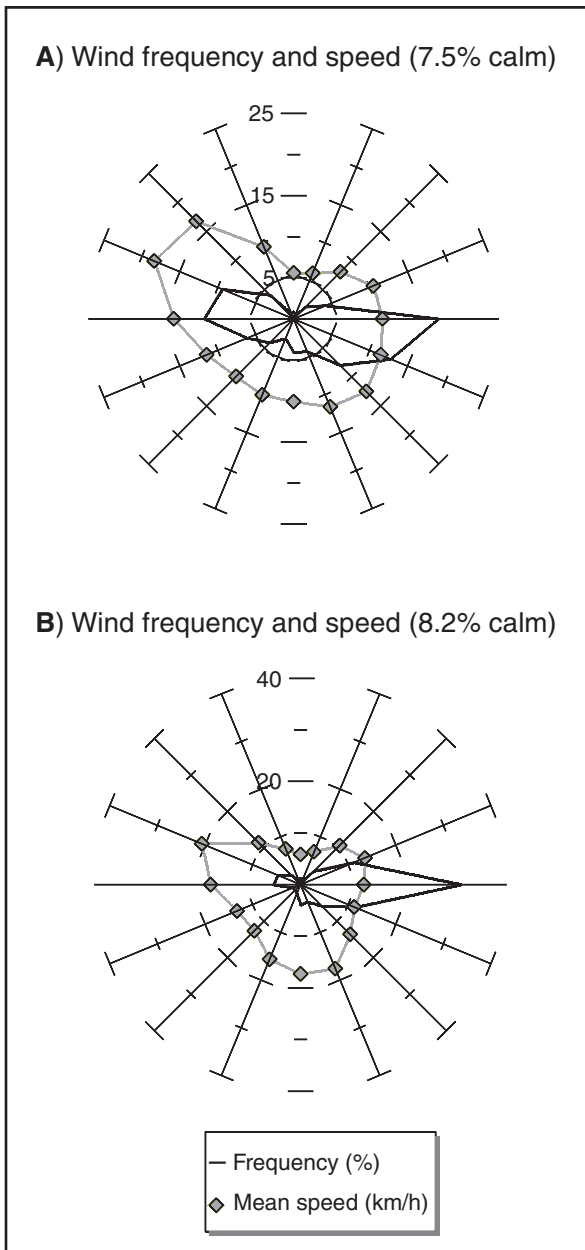 A) Wind frequency and speed (7.5% calm)
25
15
5
B) Wind frequency and speed (8.2% calm)
40
20
Frequency (%)
Mean speed (km/h)